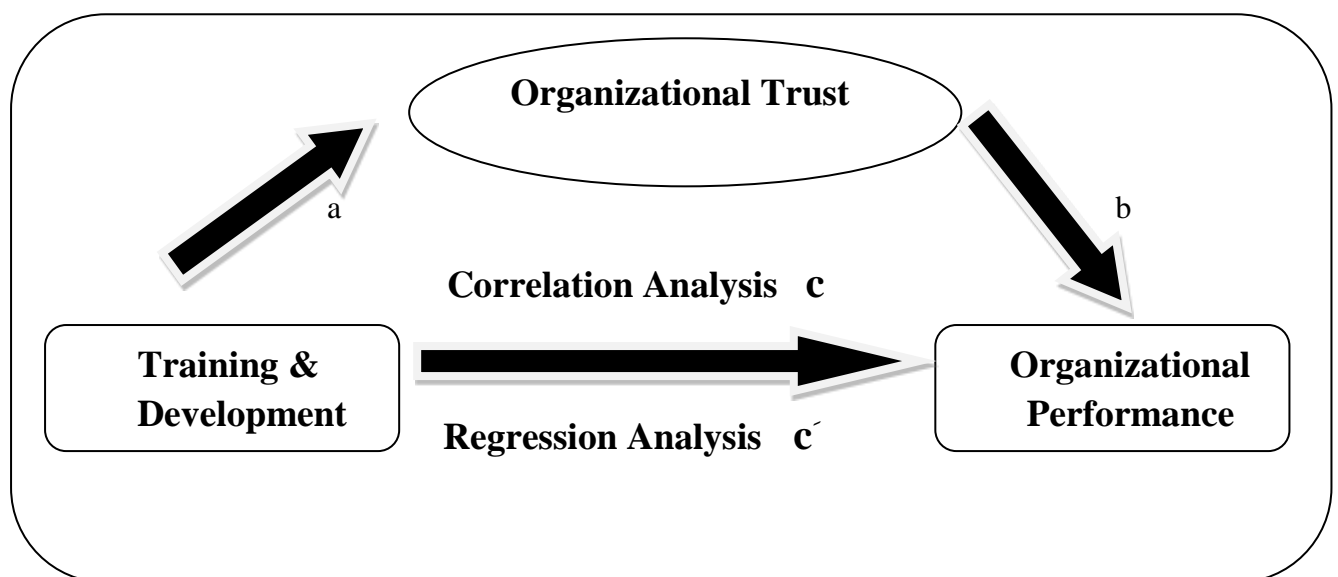 Organizational Trust
a
b
Correlation Analysis c
Training &
Development
Organizational
Performance
Regression Analysis c´